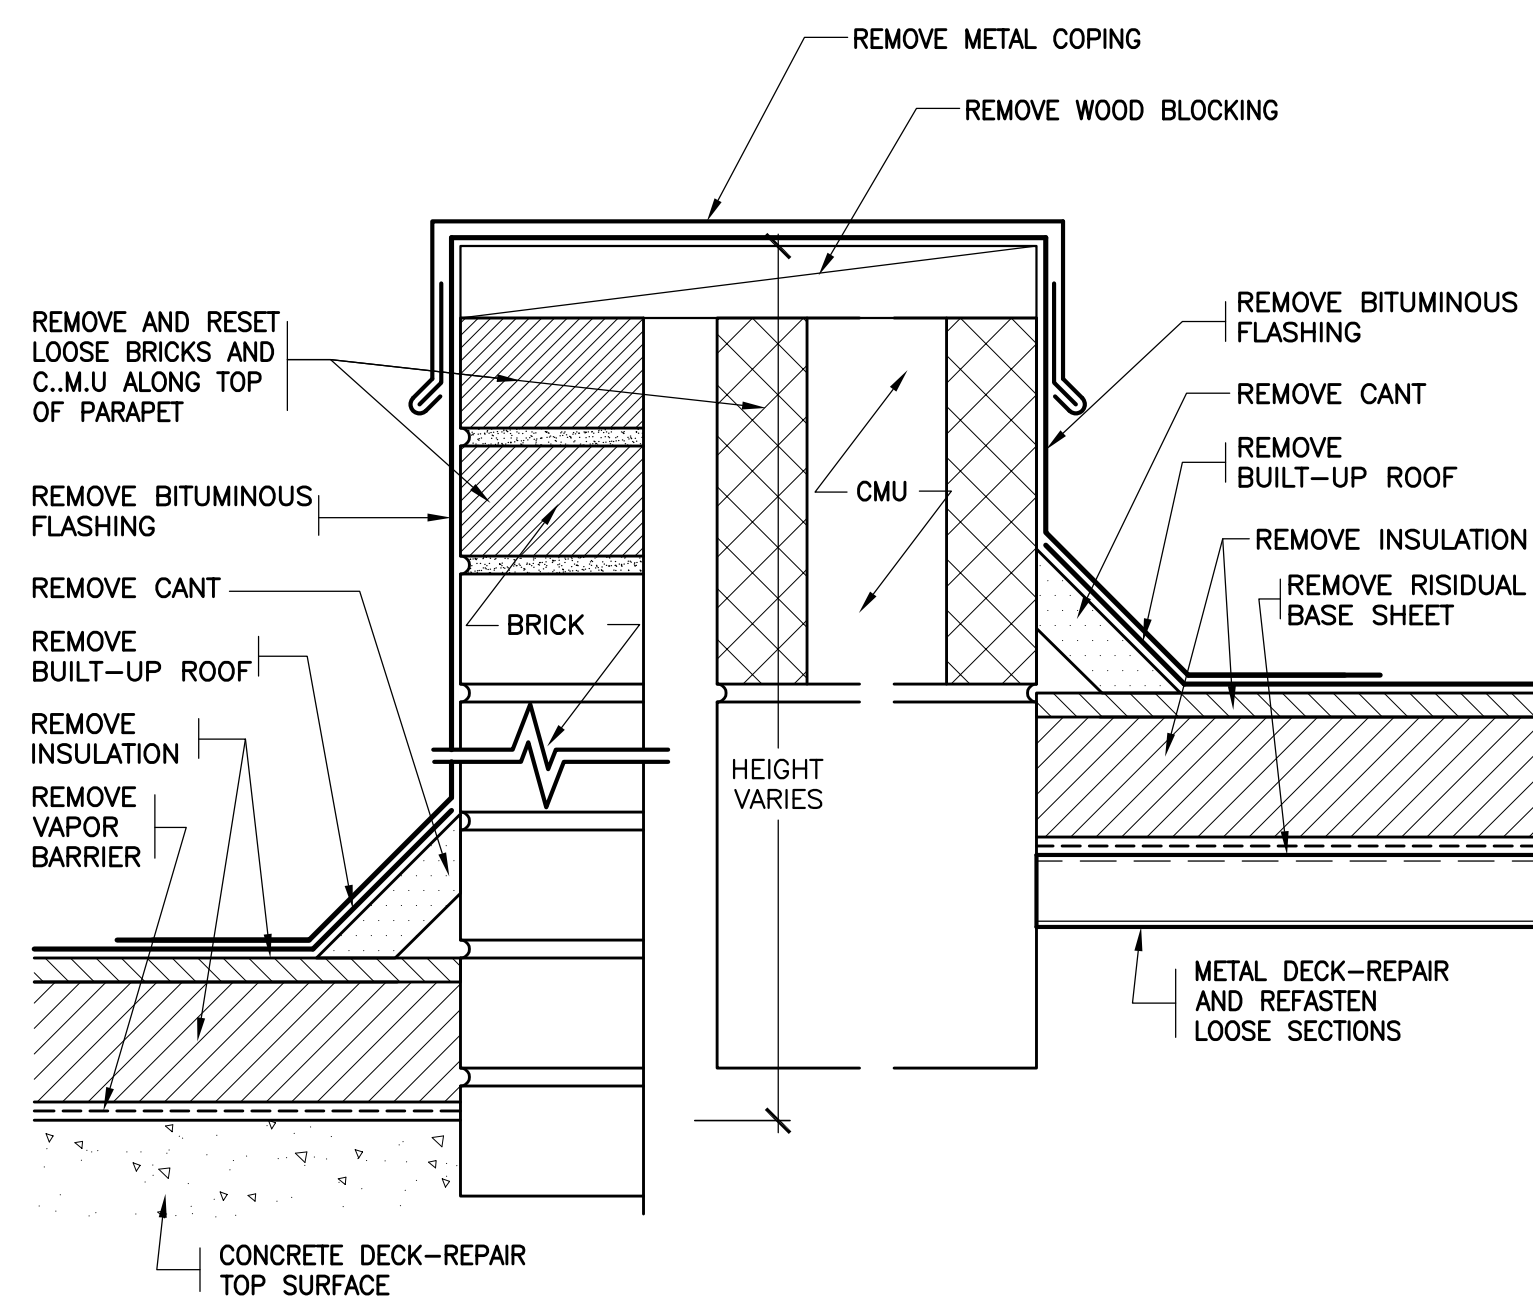 REMOVE METAL COPING
REMOVE WOOD BLOCKING
REMOVE AND RESET
LOOSE BRICKS AND
C..M.U ALONG TOP
OF PARAPET
REMOVE BITUMINOUS
FLASHING
REMOVE CANT
REMOVE
BUILT-UP ROOF
REMOVE
INSULATION
REMOVE
VAPOR
BARRIER
CONCRETE DECK-REPAIR
TOP SURFACE
BRICK
CMU
HEIGHT
VARIES
REMOVE BITUMINOUS
FLASHING
REMOVE CANT
REMOVE
BUILT-UP ROOF
REMOVE INSULATION
REMOVE RISIDUAL
BASE SHEET
METAL DECK-REPAIR
AND REFASTEN
LOOSE SECTIONS